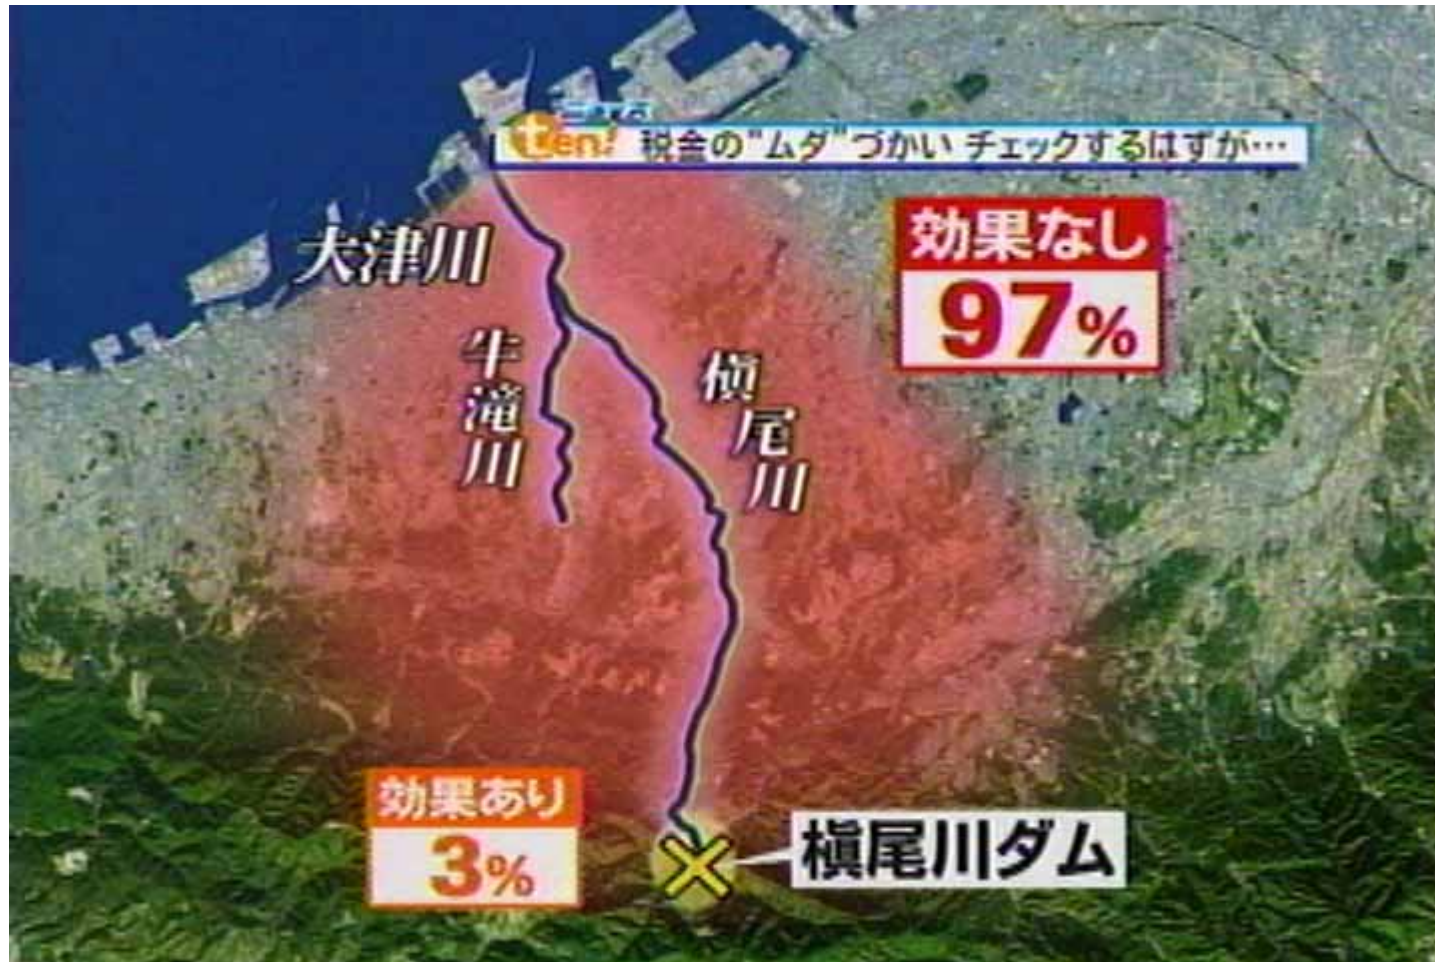 ten! 税金の"ムダ"づかい チェックするはずが…
効果なし
97%
大津川
牛滝川
槇尾川
効果あり
3%
槇尾川ダム